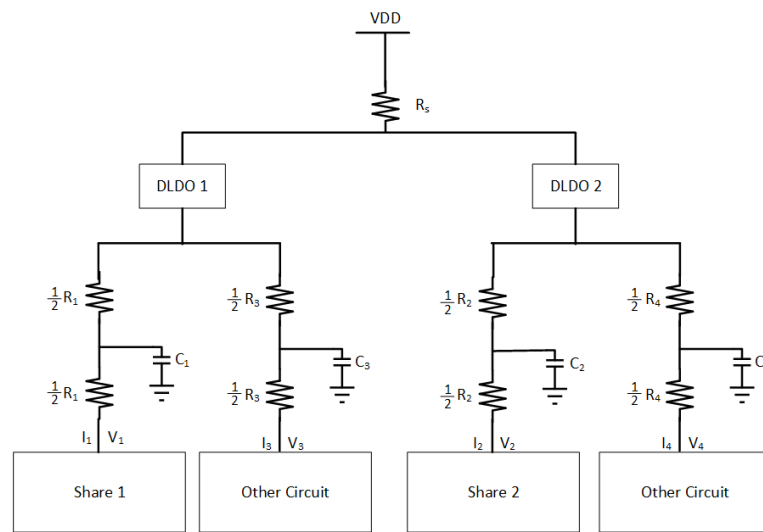 VDD
Rs
DLDO 1
DLDO 2
1/2 R1
1/2 R3
1/2 R2
1/2 R4
C1
C3
C2
C
1/2 R1
1/2 R3
1/2 R2
1/2 R4
I1 V1
I3 V3
I2 V2
I4 V4
Share 1
Other Circuit
Share 2
Other Circuit